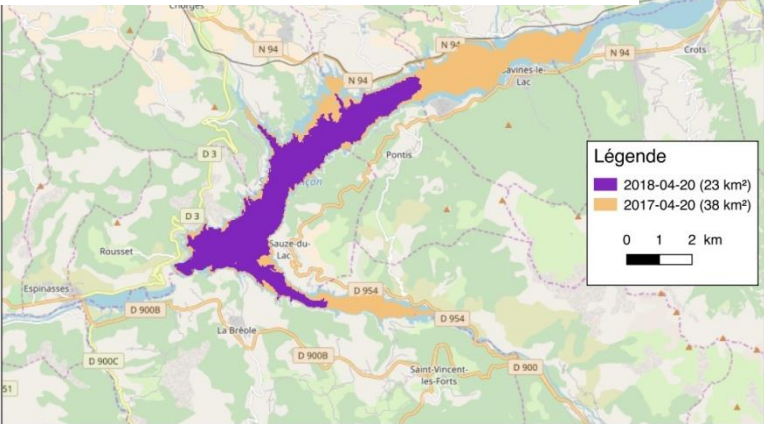 Chorges
N 94
N 94
N 94
Crots
Savines-le-
Lac
N 94
D 3
Pontis
Légende
2018-04-20 (23 km²)
2017-04-20 (38 km²)
0 1 2 km
D 3
Sauze-du-
Lac
Rousset
Espinasses
D 954
D 900B
D 954
La Bréole
D 900B
D 900C
Saint-Vincent-
les-Forts
D 900
51